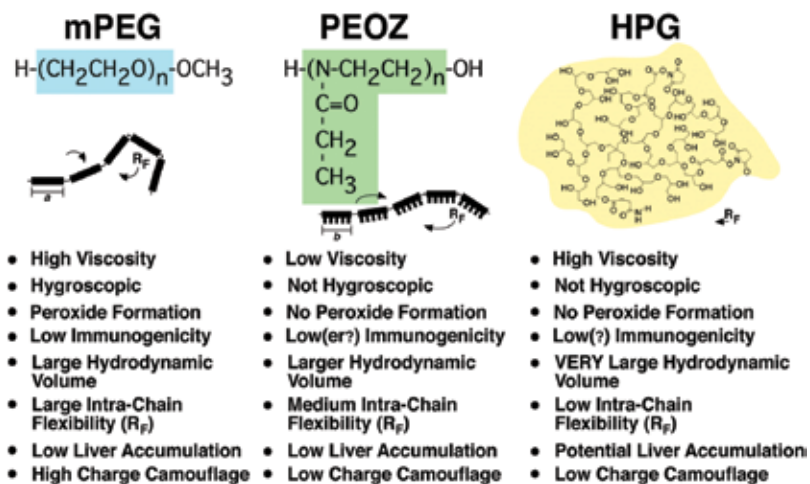 mPEG
H-(CH2CH2O)n-OCH3
RF
a
High Viscosity
Hygroscopic
Peroxide Formation
Low Immunogenicity
Large Hydrodynamic
Volume
Large Intra-Chain
Flexibility (RF)
Low Liver Accumulation
High Charge Camouflage
PEOZ
H-(N-CH2CH2)n-OH
C=O
CH2
CH3
RF
b
Low Viscosity
Not Hygroscopic
No Peroxide Formation
Low(er?) Immunogenicity
Larger Hydrodynamic
Volume
Medium Intra-Chain
Flexibility (RF)
Low Liver Accumulation
Low Charge Camouflage
HPG
RF
High Viscosity
Not Hygroscopic
No Peroxide Formation
Low(?) Immunogenicity
VERY Large Hydrodynamic
Volume
Low Intra-Chain
Flexibility (RF)
Potential Liver Accumulation
Low Charge Camouflage